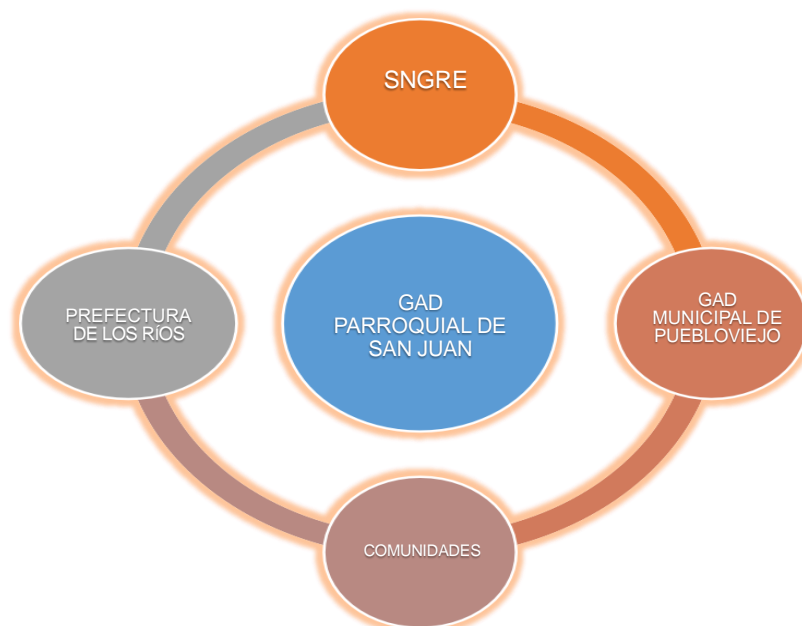 SNGRE
PREFECTURA
DE LOS RÍOS
GAD
PARROQUIAL DE
SAN JUAN
GAD
MUNICIPAL DE
PUEBLOVIEJO
COMUNIDADES